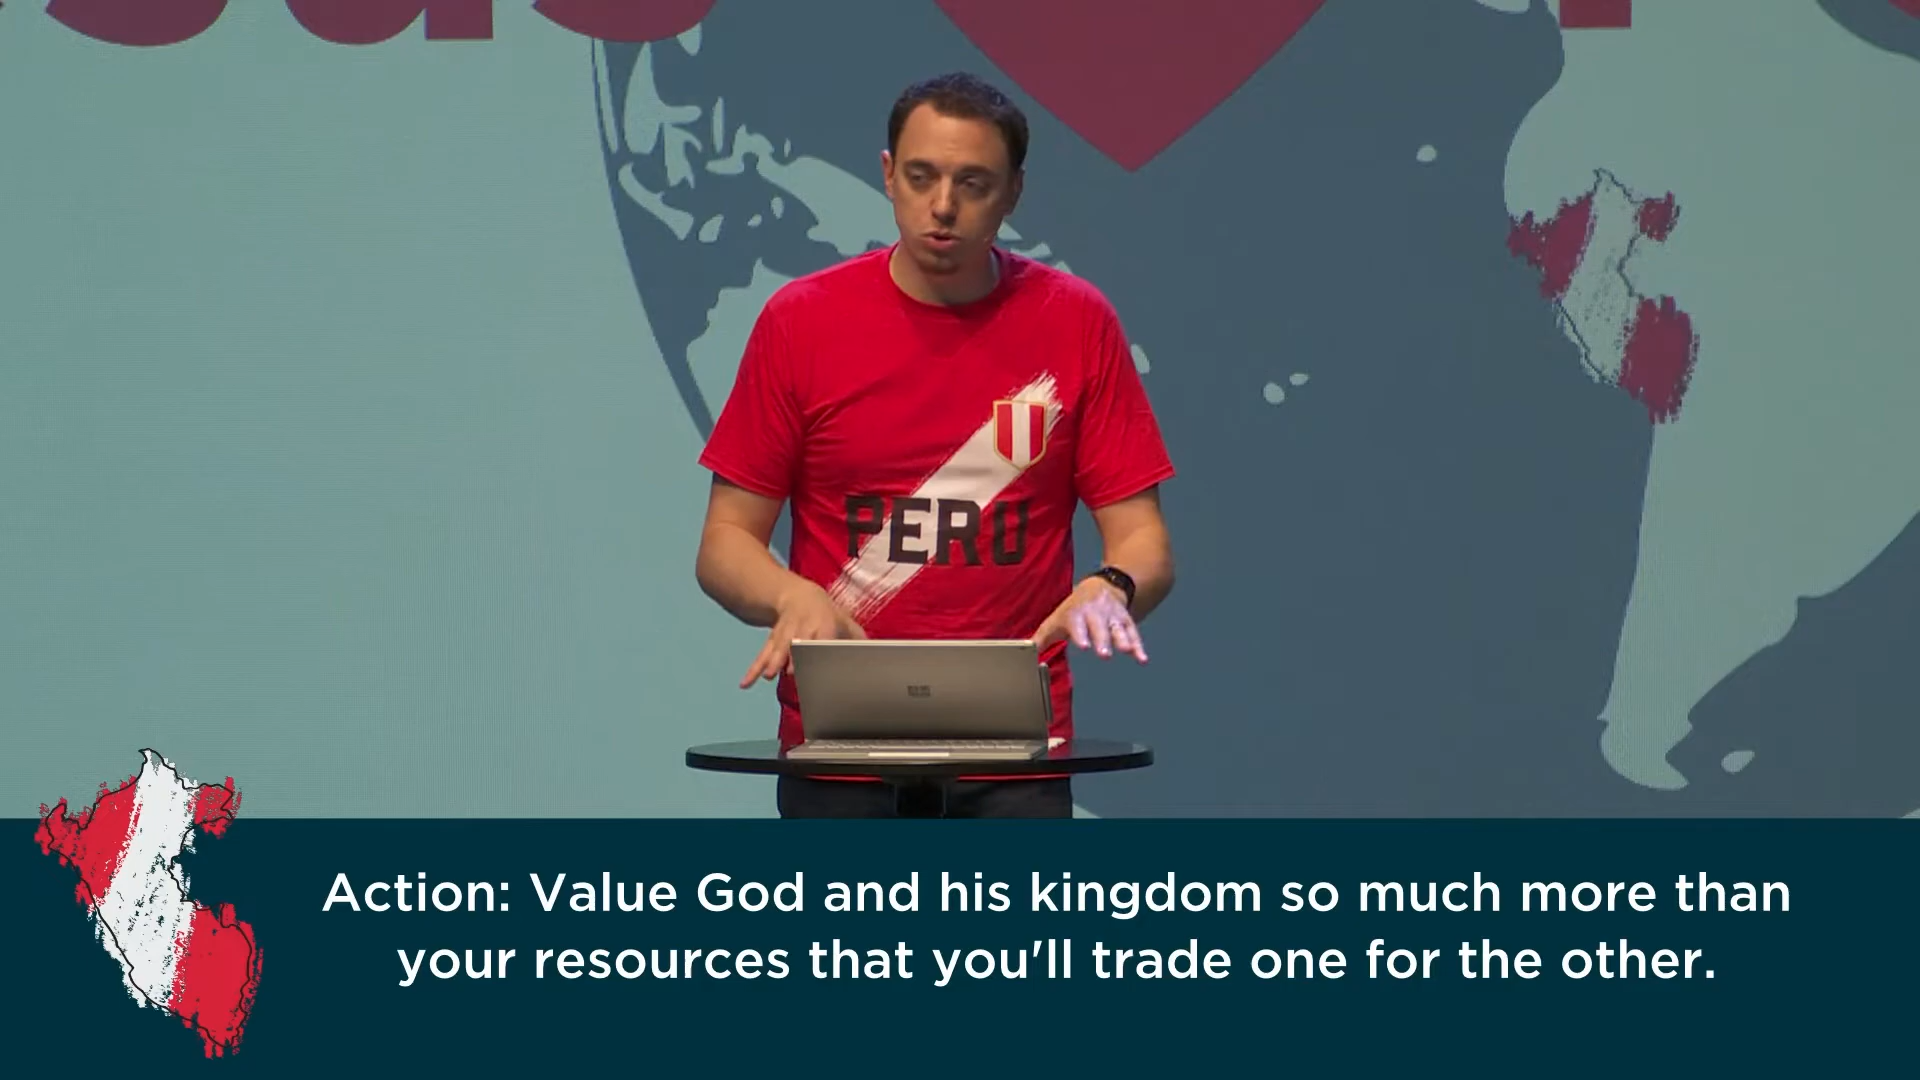 PERU
Action: Value God and his kingdom so much more than
your resources that you'll trade one for the other.